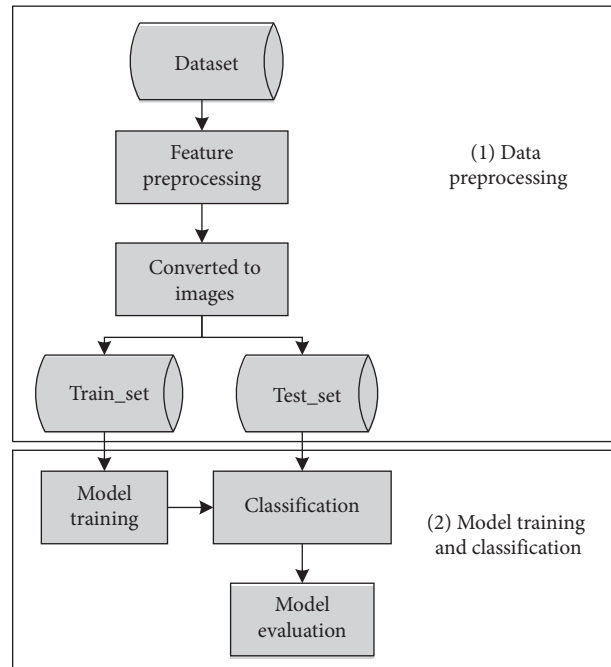 Dataset
Feature
preprocessing
(1) Data
preprocessing
Converted to
images
Train_set
Test_set
Model
training
Classification
(2) Model training
and classification
Model
evaluation